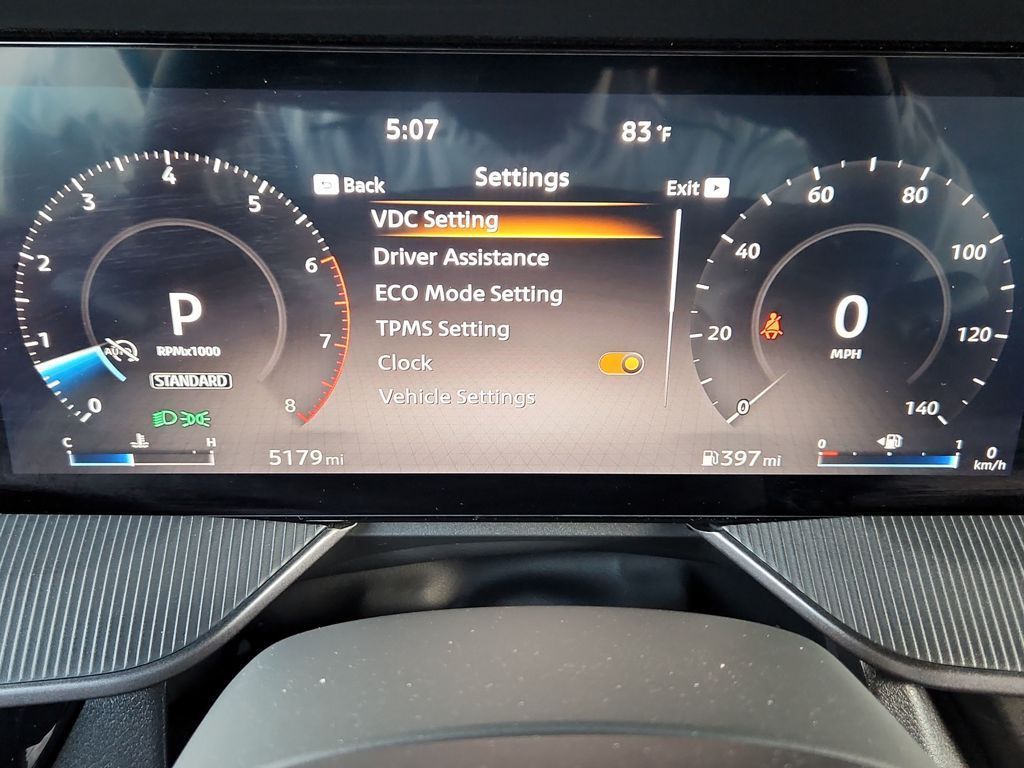 5:07 83°F
Back Settings Exit
VDC Setting
Driver Assistance
ECO Mode Setting
TPMS Setting
Clock
Vehicle Settings
0 1 2 3 4 5 6 7 8
P
AUTO
RPMx1000
STANDARD
C H
5179 mi
0 20 40 60 80 100 120 140
0
MPH
397 mi
0 1
0
km/h